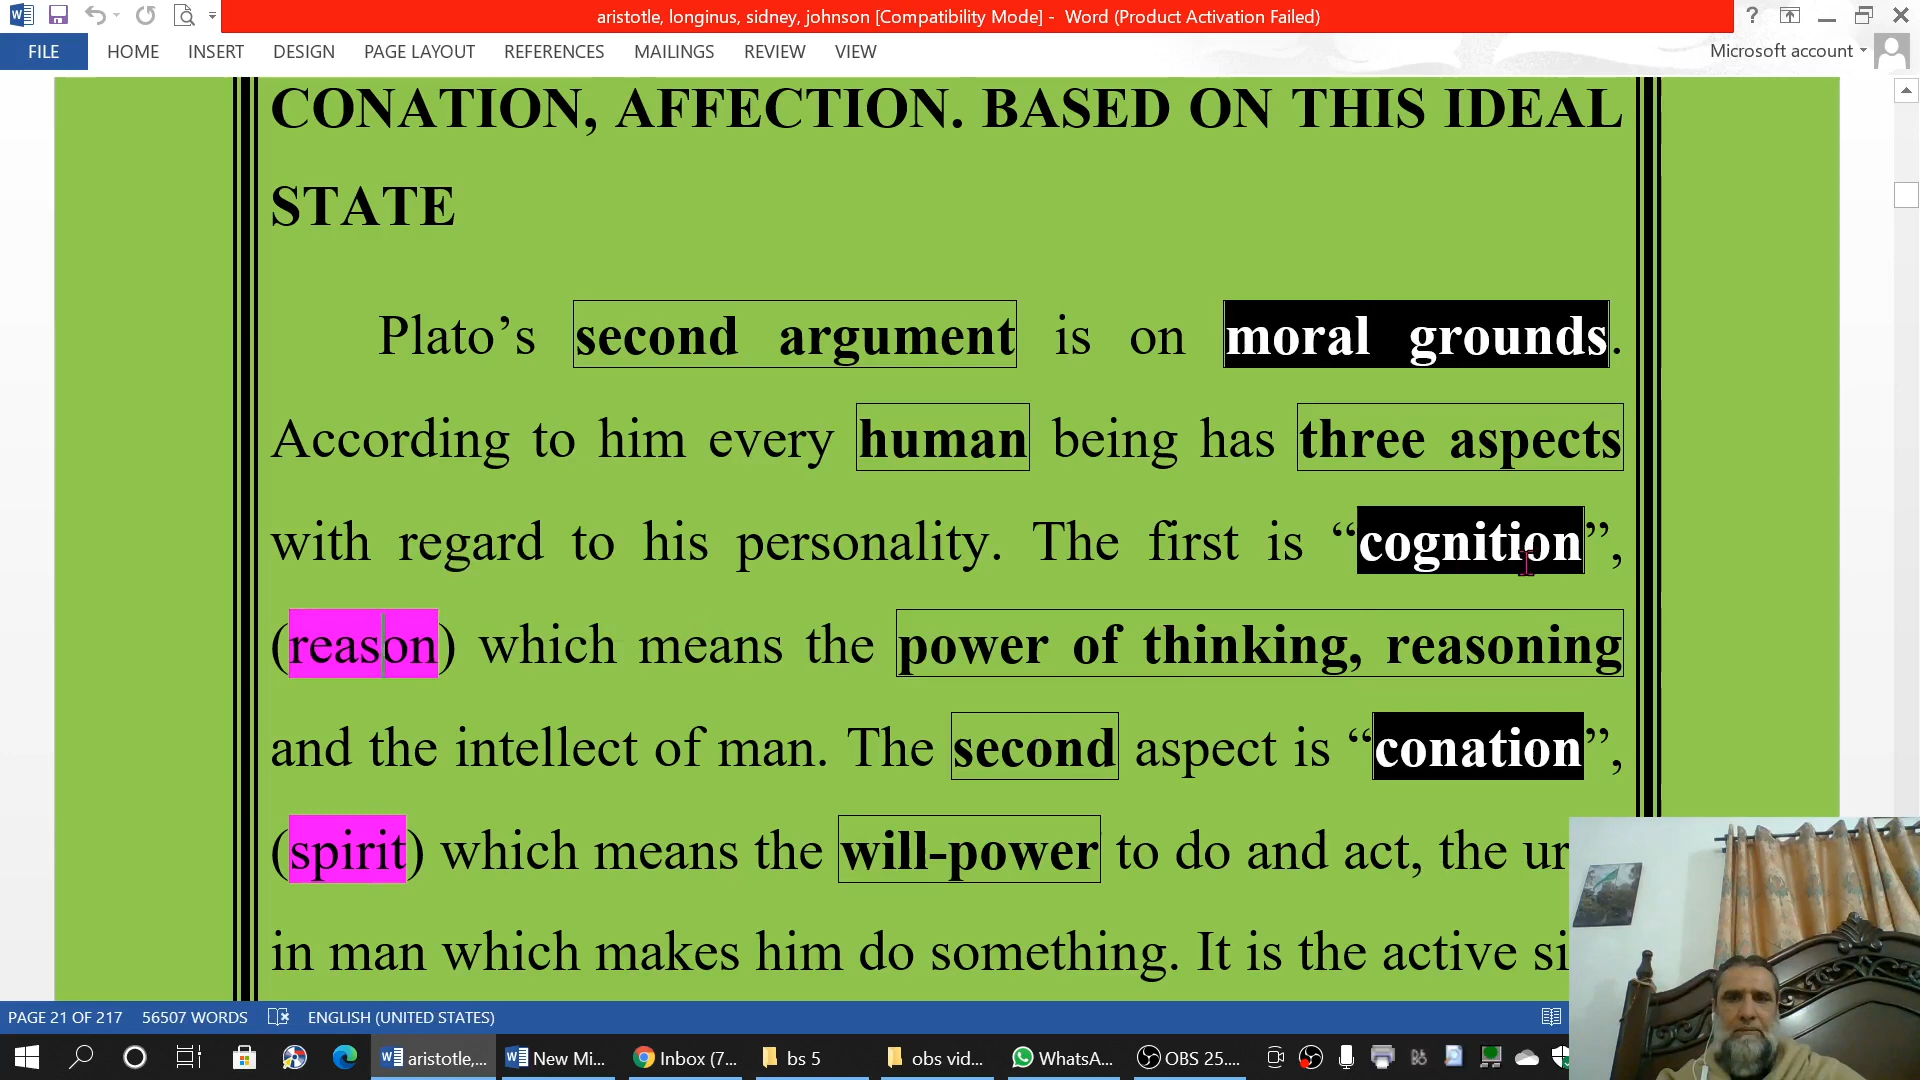 aristotle, longinus, sidney, johnson [Compatibility Mode] - Word (Product Activation Failed)
FILE HOME INSERT DESIGN PAGE LAYOUT REFERENCES MAILINGS REVIEW VIEW
Microsoft account
CONATION, AFFECTION. BASED ON THIS IDEAL
STATE
Plato’s second argument is on moral grounds.
According to him every human being has three aspects
with regard to his personality. The first is “cognition”,
(reason) which means the power of thinking, reasoning
and the intellect of man. The second aspect is “conation”,
(spirit) which means the will-power to do and act, the ur
in man which makes him do something. It is the active si
PAGE 21 OF 217 56507 WORDS ENGLISH (UNITED STATES)
aristotle,... New Mi... Inbox (7... bs 5 obs vid... WhatsA... OBS 25....